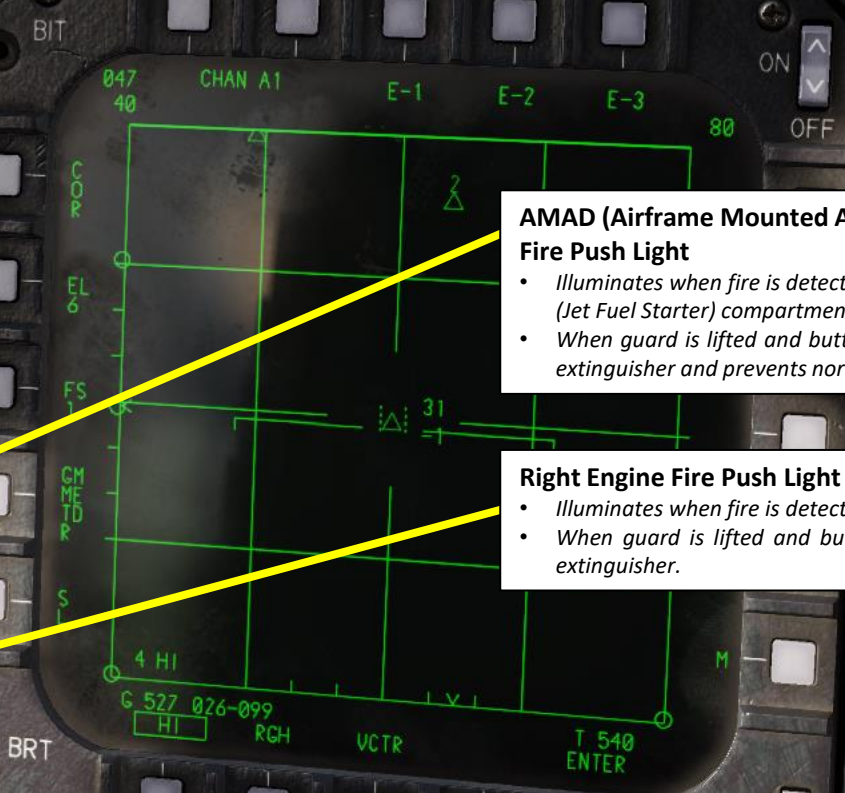 BIT
ON
OFF
047
40
CHAN A1
E-1
E-2
E-3
80
COR
2
AMAD (Airframe Mounted A
Fire Push Light
• Illuminates when fire is detect
(Jet Fuel Starter) compartmen
• When guard is lifted and butt
extinguisher and prevents nor
EL
6
FS
1
31
-1
GM
ME
TD
R
Right Engine Fire Push Light
• Illuminates when fire is detect
• When guard is lifted and bu
extinguisher.
S
L
4 HI
M
G 527 026-099
HI
RGH
VCTR
T 540
ENTER
BRT